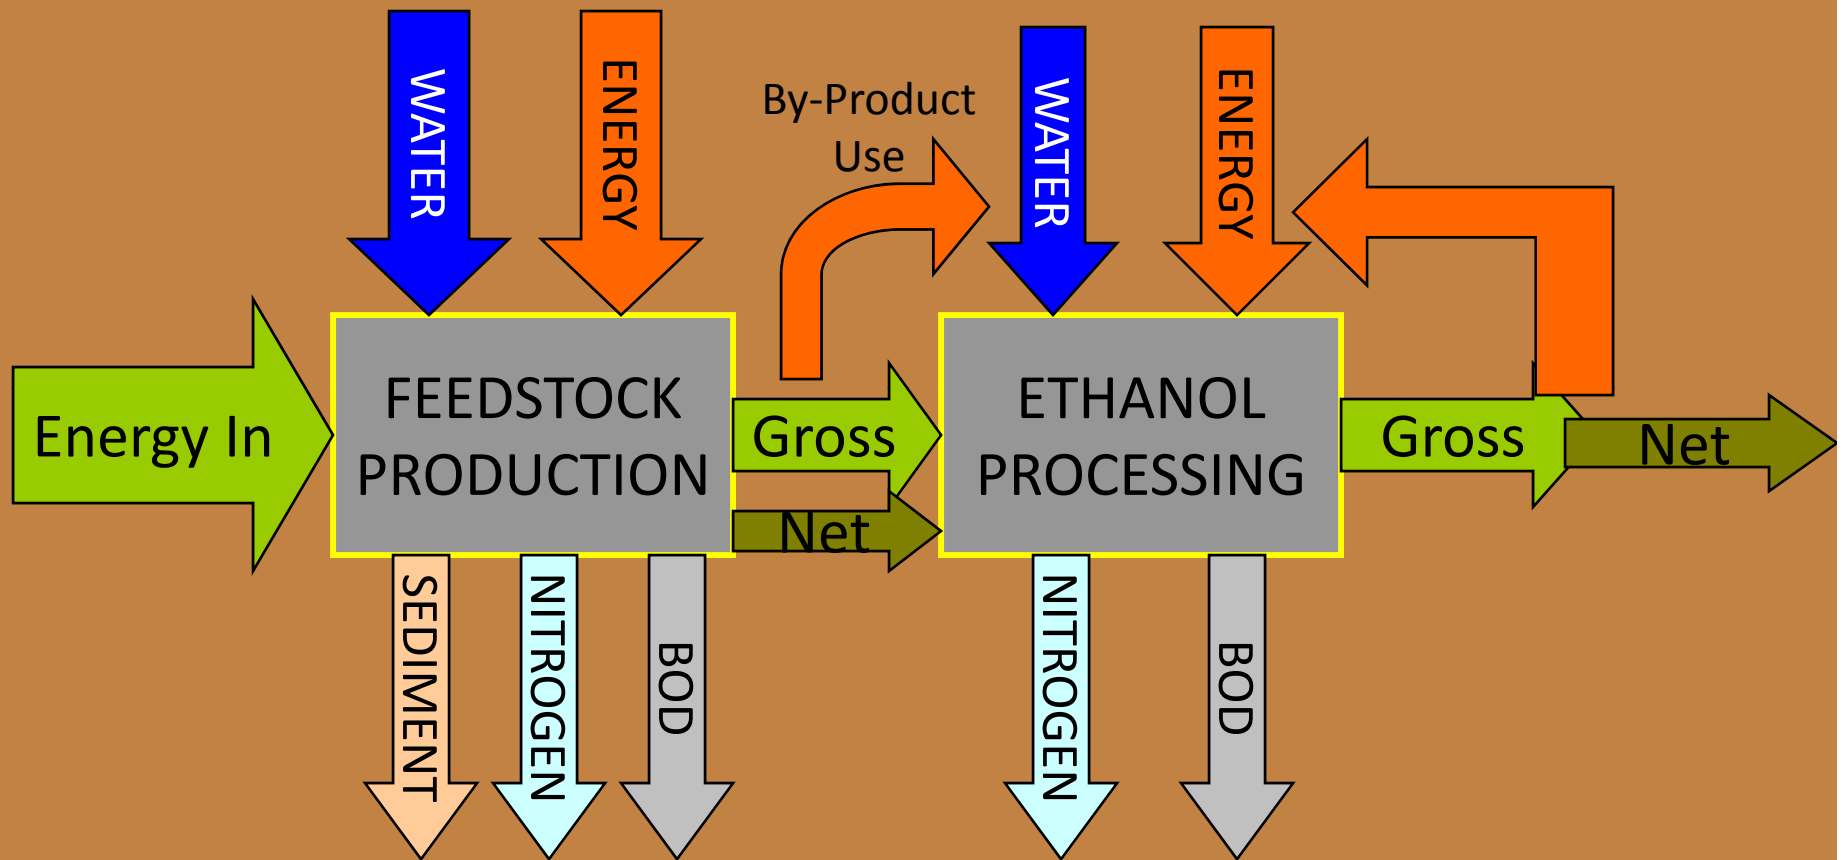 WATER
ENERGY
By-Product
Use
WATER
ENERGY
Energy In
FEEDSTOCK
PRODUCTION
Gross
Net
ETHANOL
PROCESSING
Gross
Net
SEDIMENT
NITROGEN
BOD
NITROGEN
BOD